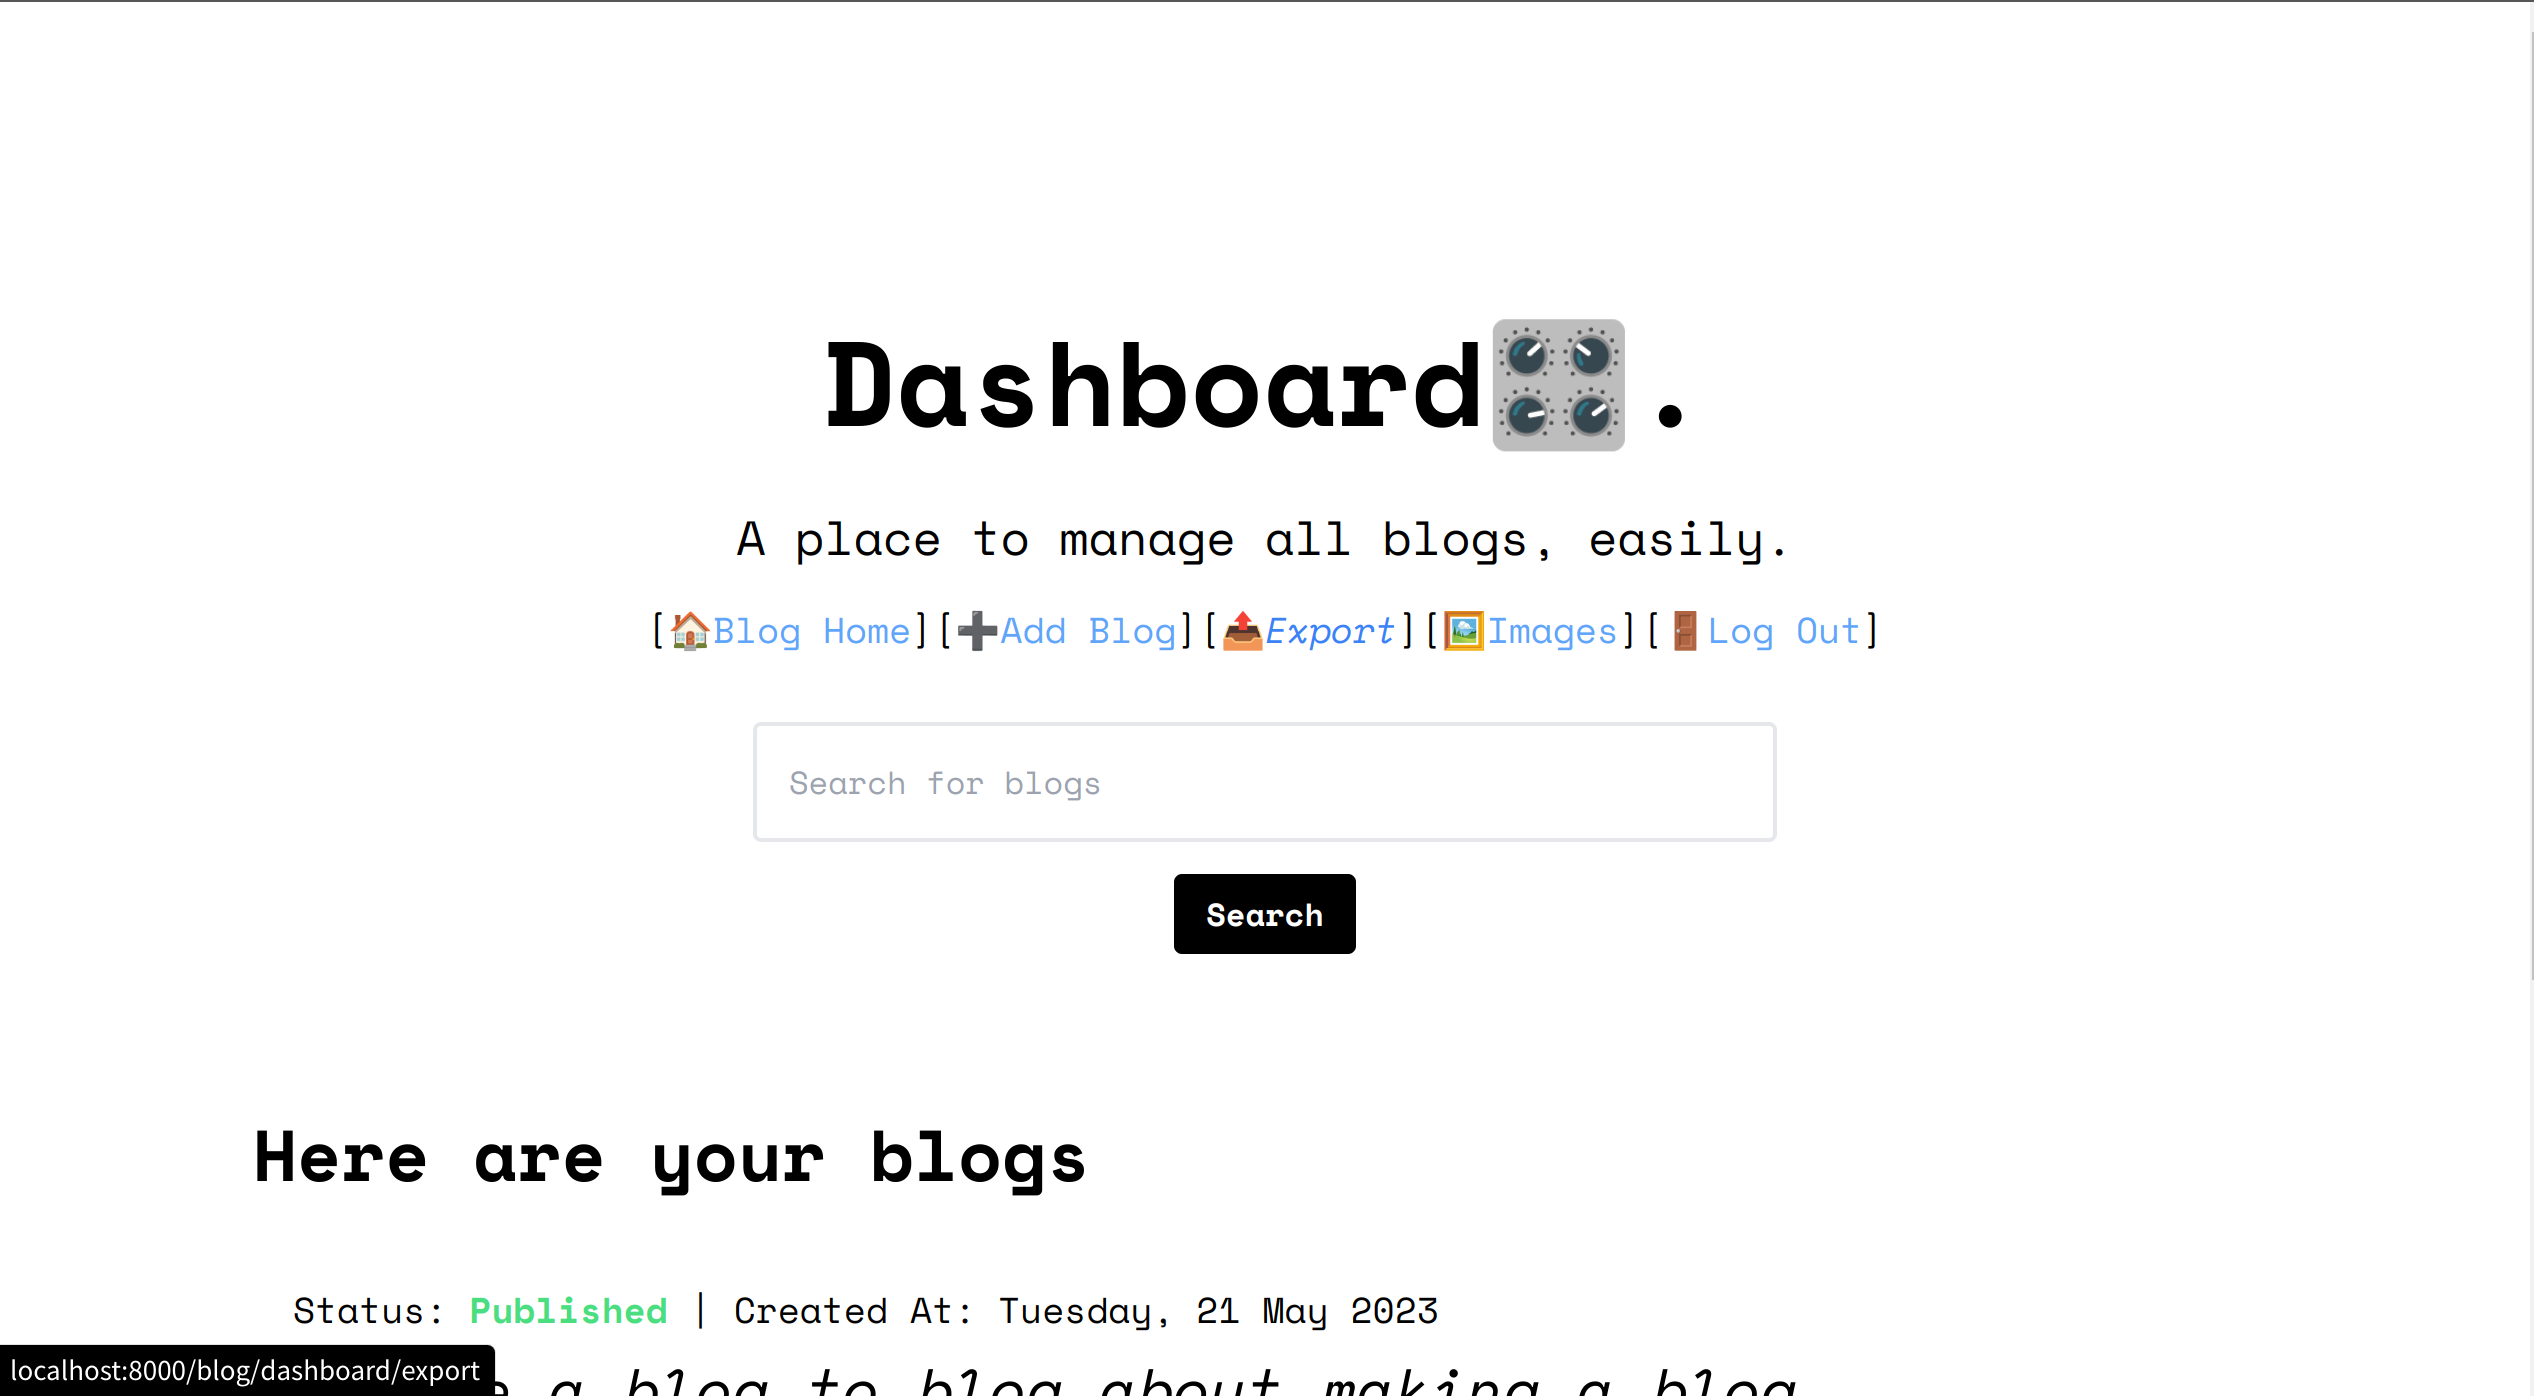 Dashboard🎛️.
A place to manage all blogs, easily.
[🏠Blog Home][➕Add Blog][📤Export][🖼️Images][🚪Log Out]
Search for blogs
Search
Here are your blogs
Status: Published | Created At: Tuesday, 21 May 2023
a blog to blog about making a blog
localhost:8000/blog/dashboard/export